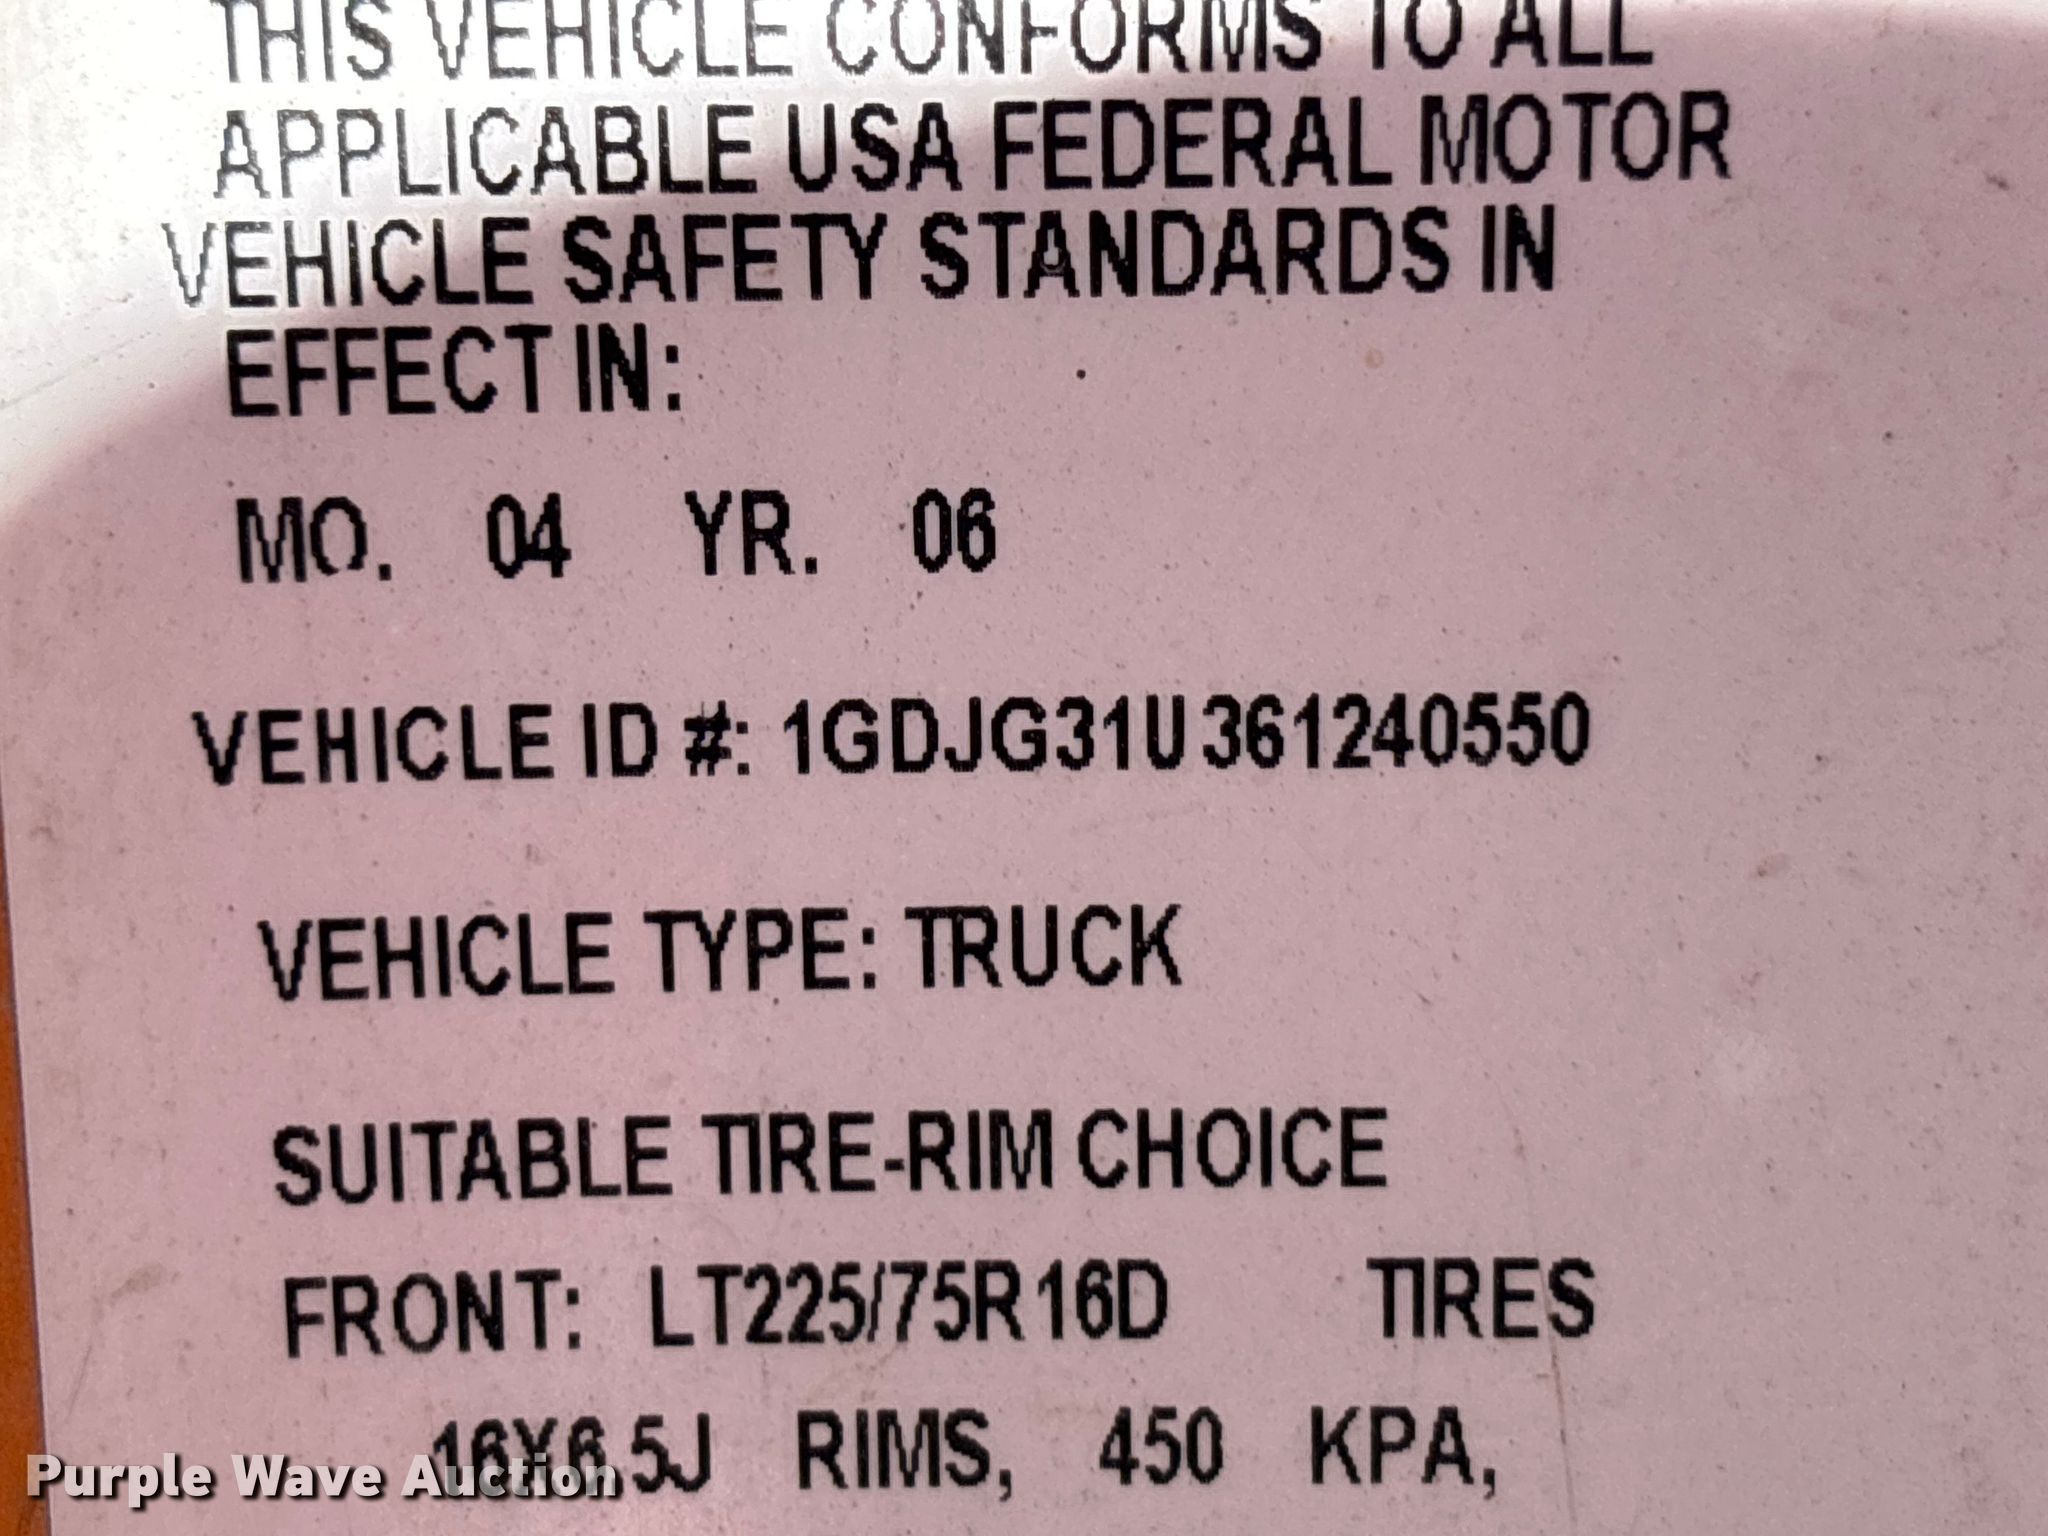 THIS VEHICLE CONFORMS TO ALL
APPLICABLE USA FEDERAL MOTOR
VEHICLE SAFETY STANDARDS IN
EFFECT IN:
MO. 04 YR. 06
VEHICLE ID #: 1GDJG31U361240550
VEHICLE TYPE: TRUCK
SUITABLE TIRE-RIM CHOICE
FRONT: LT225/75R16D TIRES
16X6.5J RIMS, 450 KPA,
Purple Wave Auction